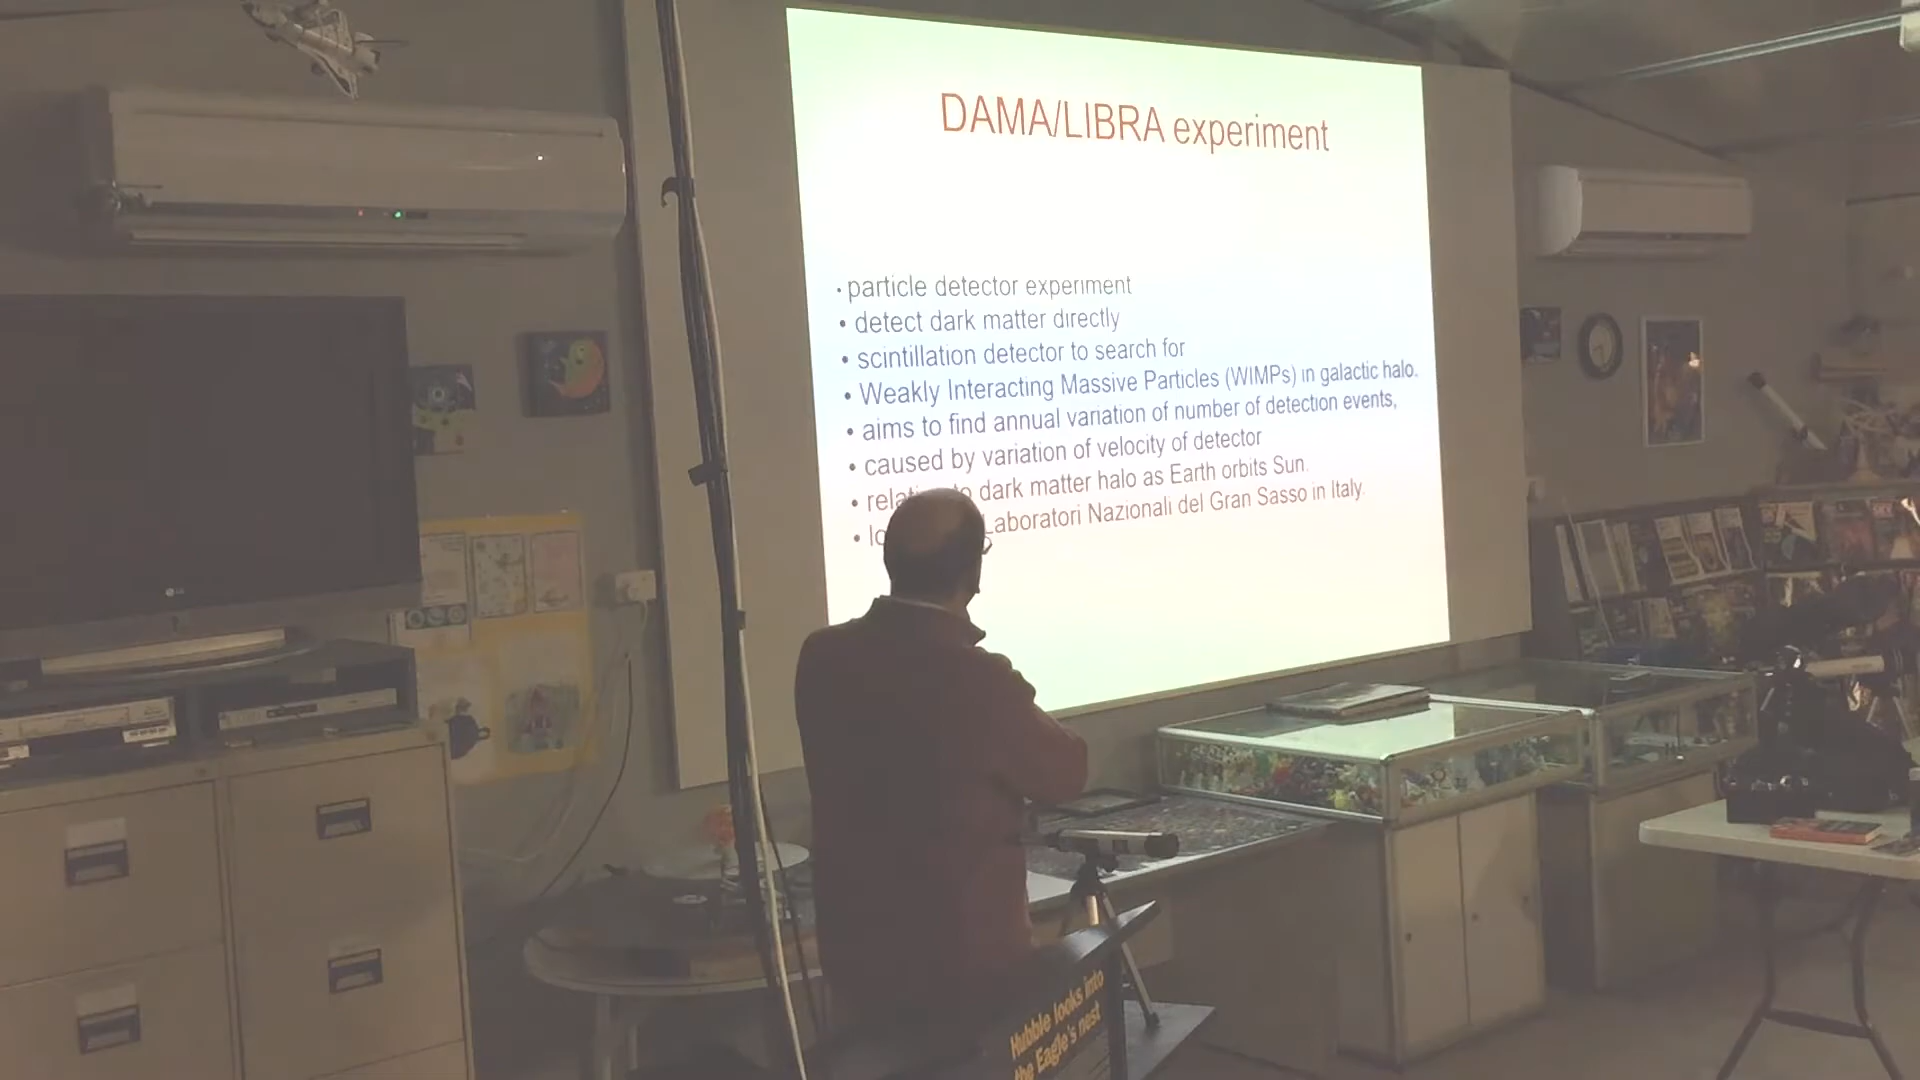 DAMA/LIBRA experiment
• particle detector experiment
• detect dark matter directly
• scintillation detector to search for
• Weakly Interacting Massive Particles (WIMPs) in galactic halo.
• aims to find annual variation of number of detection events,
• caused by variation of velocity of detector
• dark matter halo as Earth orbits Sun.
• Laboratori Nazionali del Gran Sasso in Italy.
LG
Hubble looks into
the Eagle's nest